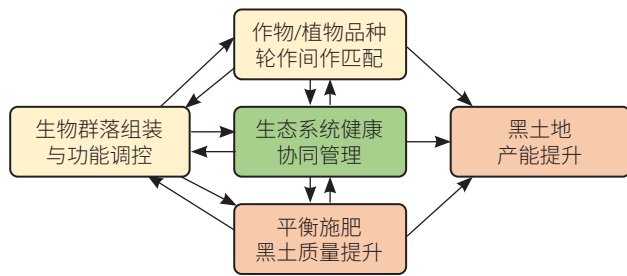 作物/植物品种
轮作间作匹配
生物群落组装
与功能调控
生态系统健康
协同管理
黑土地
产能提升
平衡施肥
黑土质量提升